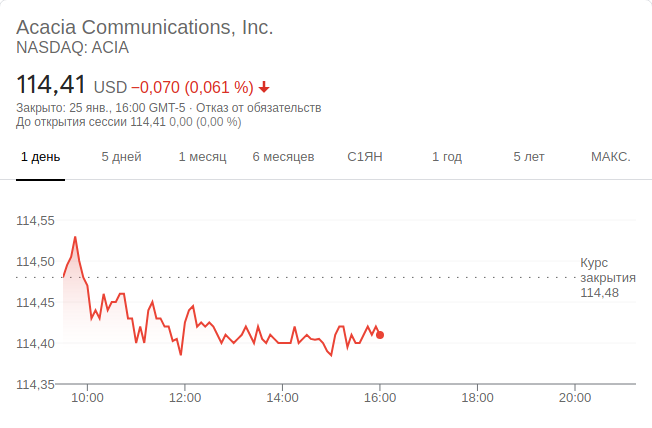 Acacia Communications, Inc.
NASDAQ: ACIA
114,41 USD −0,070 (0,061 %)
Закрыто: 25 янв., 16:00 GMT-5 · Отказ от обязательств
До открытия сессии 114,41 0,00 (0,00 %)
1 день 5 дней 1 месяц 6 месяцев С1ЯН 1 год 5 лет МАКС.
114,55
114,50
114,45
114,40
114,35
Курс
закрытия
114,48
10:00 12:00 14:00 16:00 18:00 20:00